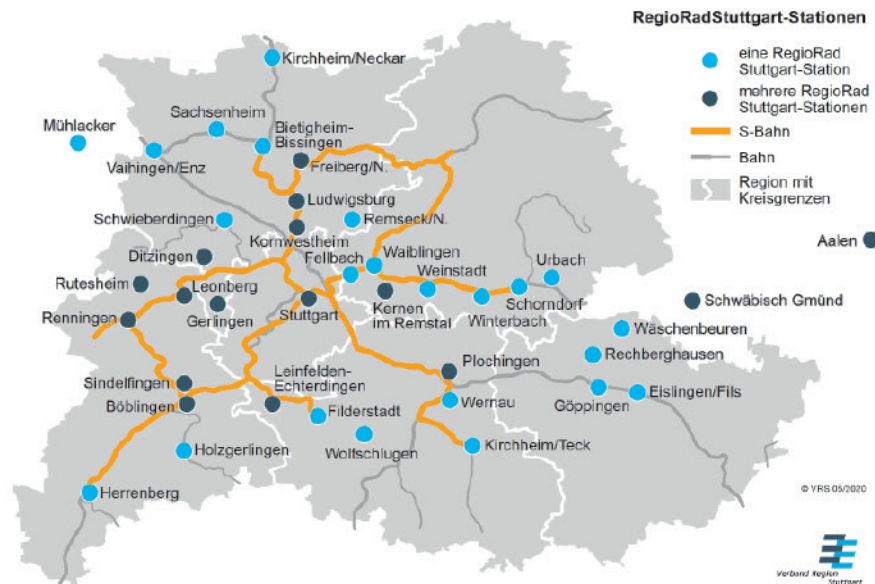 RegioRadStuttgart-Stationen
eine RegioRad
Stuttgart-Station
mehrere RegioRad
Stuttgart-Stationen
S-Bahn
Bahn
Region mit
Kreisgrenzen
Kirchheim/Neckar
Sachsenheim
Mühlacker
Bietigheim-
Bissingen
Vaihingen/Enz
Freiberg/N.
Ludwigsburg
Schwieberdingen
Remseck/N.
Kornwestheim
Ditzingen
Waiblingen
Fellbach
Weinstadt
Urbach
Aalen
Rutesheim
Leonberg
Schorndorf
Kernen
im Remstal
Winterbach
Schwäbisch Gmünd
Renningen
Gerlingen
Stuttgart
Wäschenbeuren
Rechberghausen
Plochingen
Sindelfingen
Leinfelden-
Echterdingen
Eislingen/Fils
Göppingen
Böblingen
Wernau
Filderstadt
Wolfschlugen
Kirchheim/Teck
Holzgerlingen
Herrenberg
© VRS 05/2020
Verband Region
Stuttgart